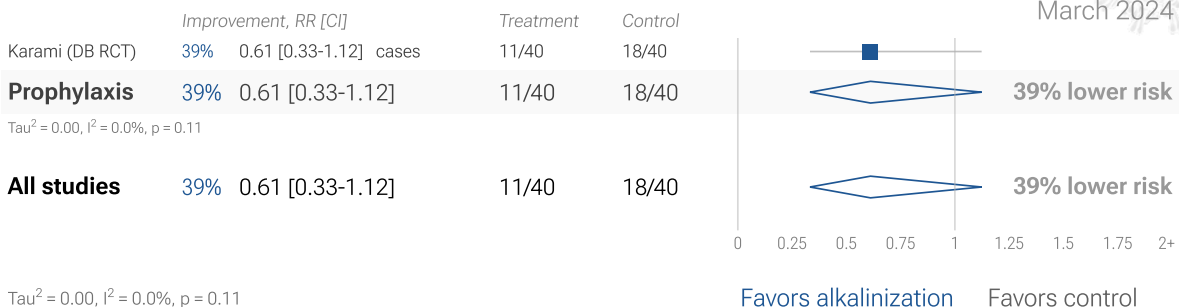 March 2024
Improvement, RR [CI] Treatment Control
Karami (DB RCT) 39% 0.61 [0.33-1.12] cases 11/40 18/40
Prophylaxis 39% 0.61 [0.33-1.12] 11/40 18/40 39% lower risk
Tau² = 0.00, I² = 0.0%, p = 0.11
All studies 39% 0.61 [0.33-1.12] 11/40 18/40 39% lower risk
0 0.25 0.5 0.75 1 1.25 1.5 1.75 2+
Tau² = 0.00, I² = 0.0%, p = 0.11 Favors alkalinization Favors control